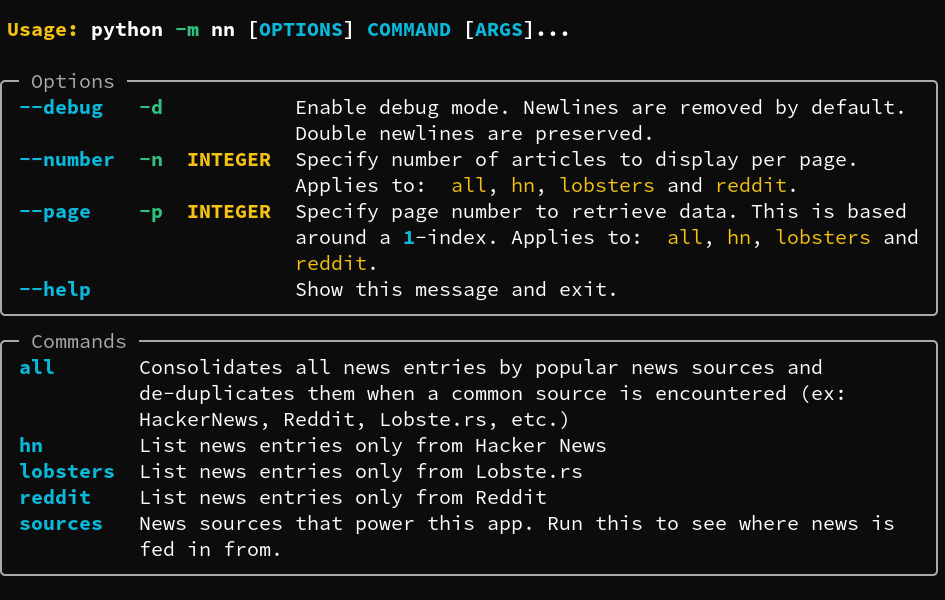 Usage: python -m nn [OPTIONS] COMMAND [ARGS]...
Options
--debug -d Enable debug mode. Newlines are removed by default.
Double newlines are preserved.
--number -n INTEGER Specify number of articles to display per page.
Applies to: all, hn, lobsters and reddit.
--page -p INTEGER Specify page number to retrieve data. This is based
around a 1-index. Applies to: all, hn, lobsters and
reddit.
--help Show this message and exit.
Commands
all Consolidates all news entries by popular news sources and
de-duplicates them when a common source is encountered (ex:
HackerNews, Reddit, Lobste.rs, etc.)
hn List news entries only from Hacker News
lobsters List news entries only from Lobste.rs
reddit List news entries only from Reddit
sources News sources that power this app. Run this to see where news is
fed in from.